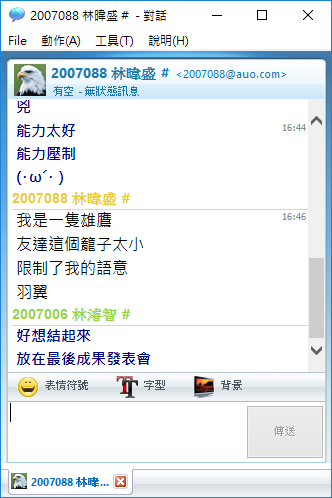 2007088 林暐盛 # - 對話
File 動作(A) 工具(T) 說明(H)
2007088 林暐盛 # <2007088@auo.com>
有空 - 無狀態訊息
兇
能力太好 16:44
能力壓制
(·ω´· )
2007088 林暐盛 #
我是一隻雄鷹 16:46
友達這個籠子太小
限制了我的語意
羽翼
2007006 林濬智 #
好想結起來
放在最後成果發表會
表情符號 字型 背景
傳送
2007088 林暐...